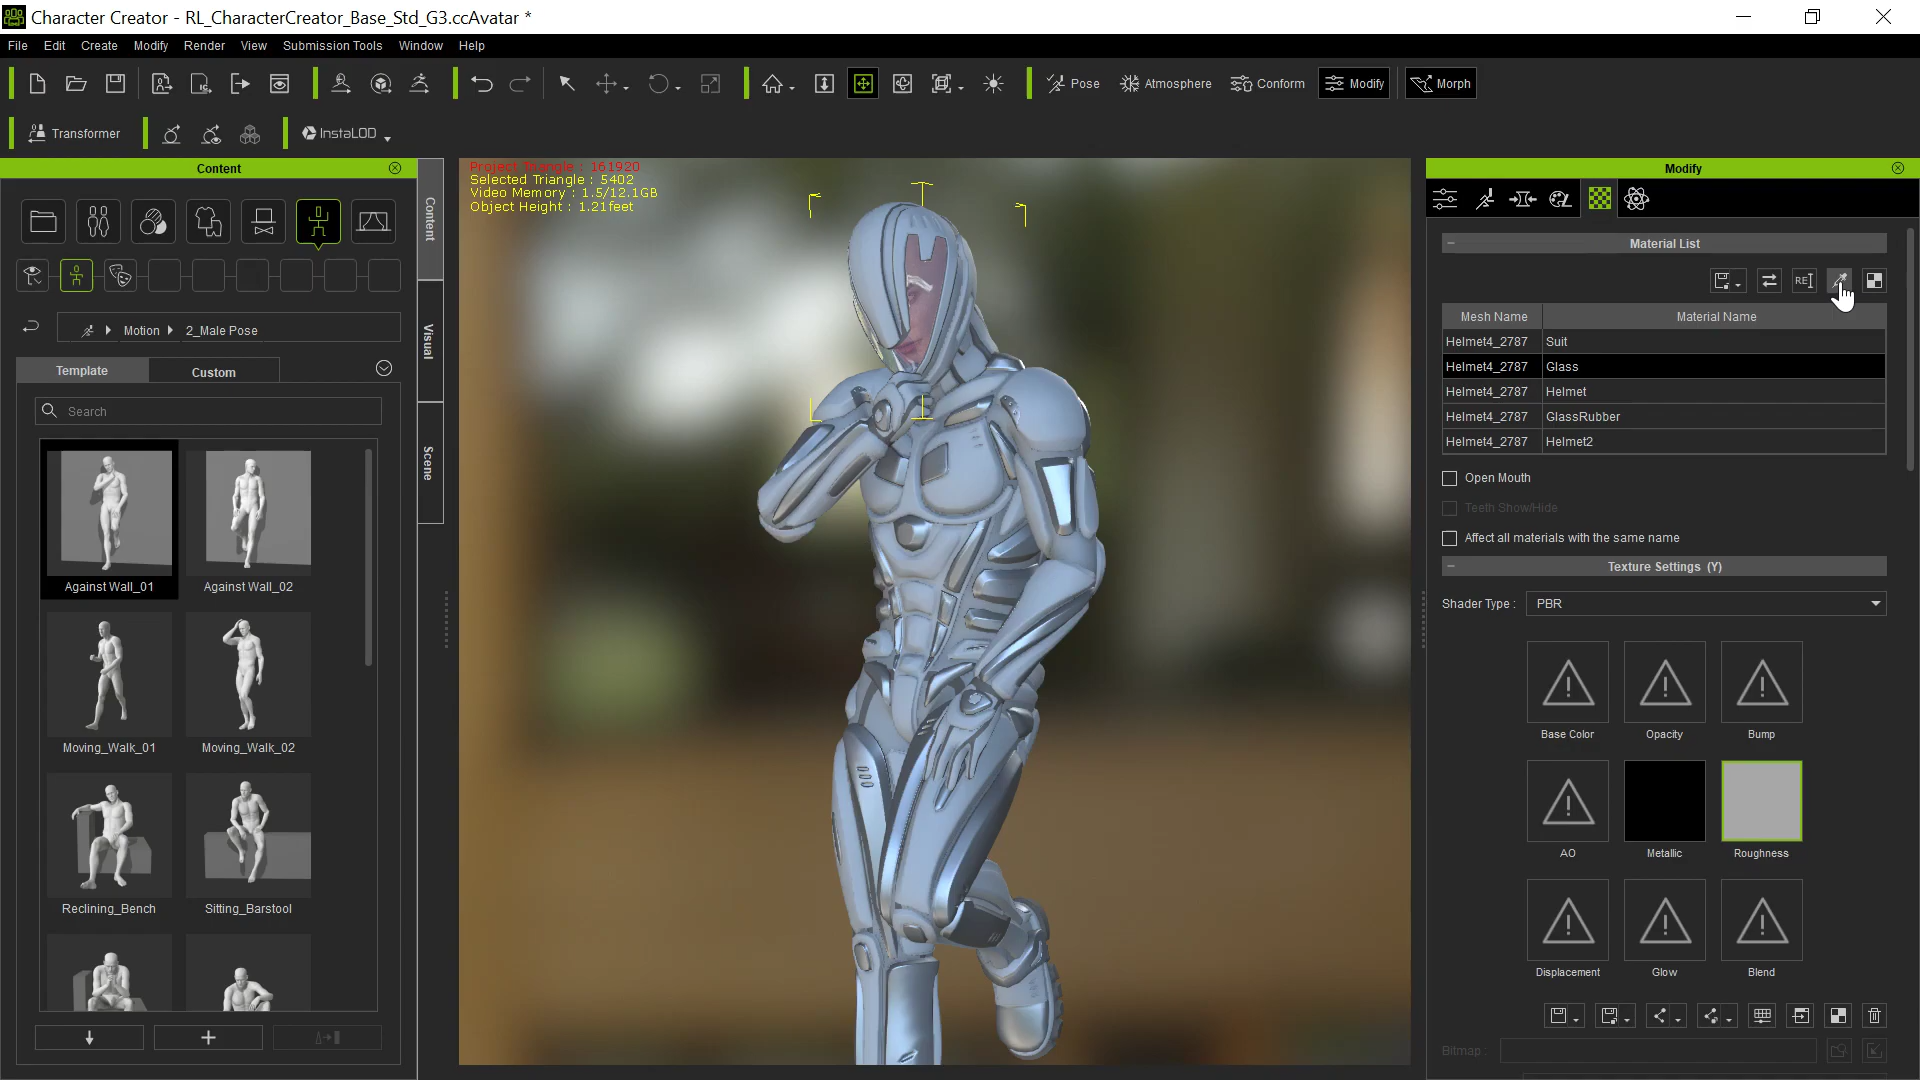 Character Creator - RL_CharacterCreator_Base_Std_G3.ccAvatar *
File Edit Create Modify Render View Submission Tools Window Help
Pose Atmosphere Conform Modify Morph
Transformer INSTALOD
Content
Content
Visual
Scene
Motion 2_Male Pose
Template Custom
Search
Against Wall_01 Against Wall_02
Moving_Walk_01 Moving_Walk_02
Reclining_Bench Sitting_Barstool
Project Triangle : 161920
Selected Triangle : 5402
Video Memory : 1.5/12.1GB
Object Height : 1.21feet
Modify
Material List
REI
Mesh Name Material Name
Helmet4_2787 Suit
Helmet4_2787 Glass
Helmet4_2787 Helmet
Helmet4_2787 GlassRubber
Helmet4_2787 Helmet2
Open Mouth
Teeth Show/Hide
Affect all materials with the same name
Texture Settings (Y)
Shader Type : PBR
Base Color Opacity Bump
AO Metallic Roughness
Displacement Glow Blend
Bitmap :